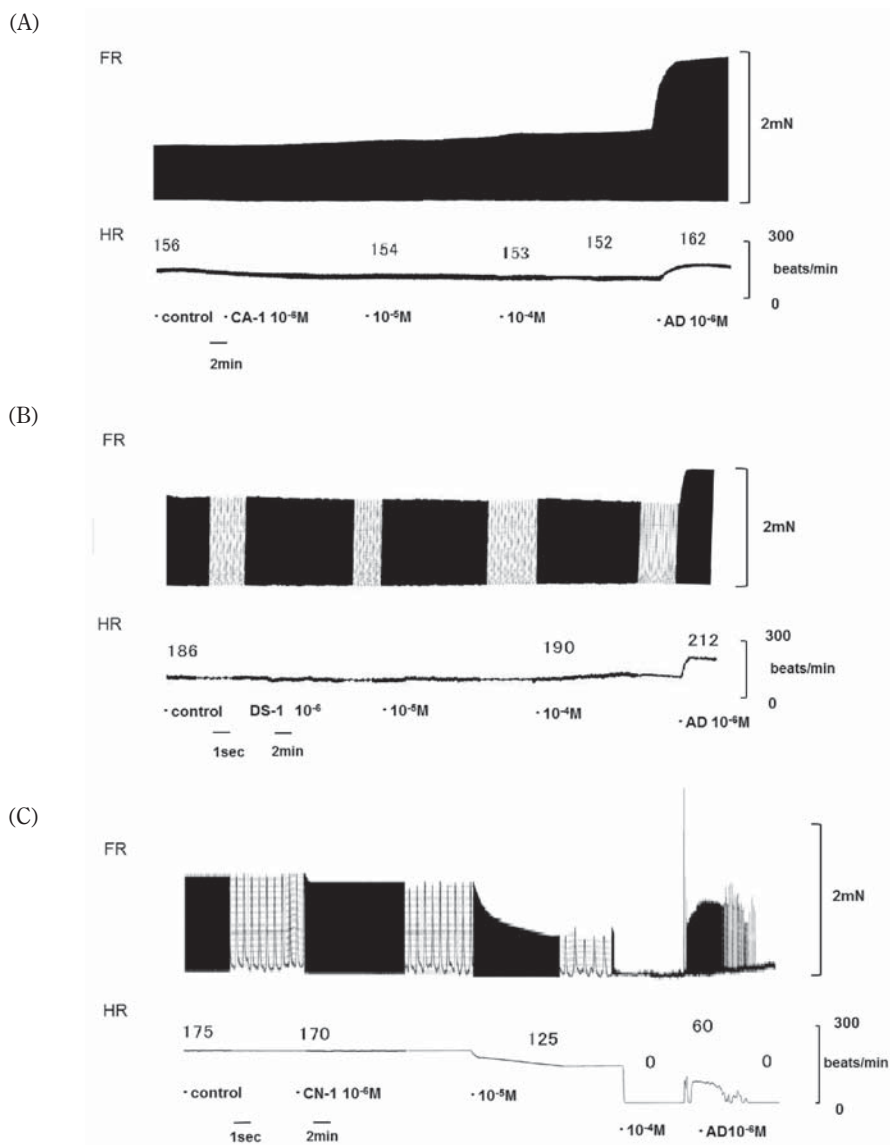 (A)
FR
2mN
HR
156 154 153 152 162
300
beats/min
0
· control · CA-1 10⁻⁶M · 10⁻⁵M · 10⁻⁴M · AD 10⁻⁶M
2min
(B)
FR
2mN
HR
186 190 212
300
beats/min
0
· control DS-1 10⁻⁶ · 10⁻⁵M · 10⁻⁴M · AD 10⁻⁶M
1sec 2min
(C)
FR
2mN
HR
175 170 125 0 60 0
300
beats/min
0
· control · CN-1 10⁻⁶M · 10⁻⁵M · 10⁻⁴M · AD10⁻⁶M
1sec 2min